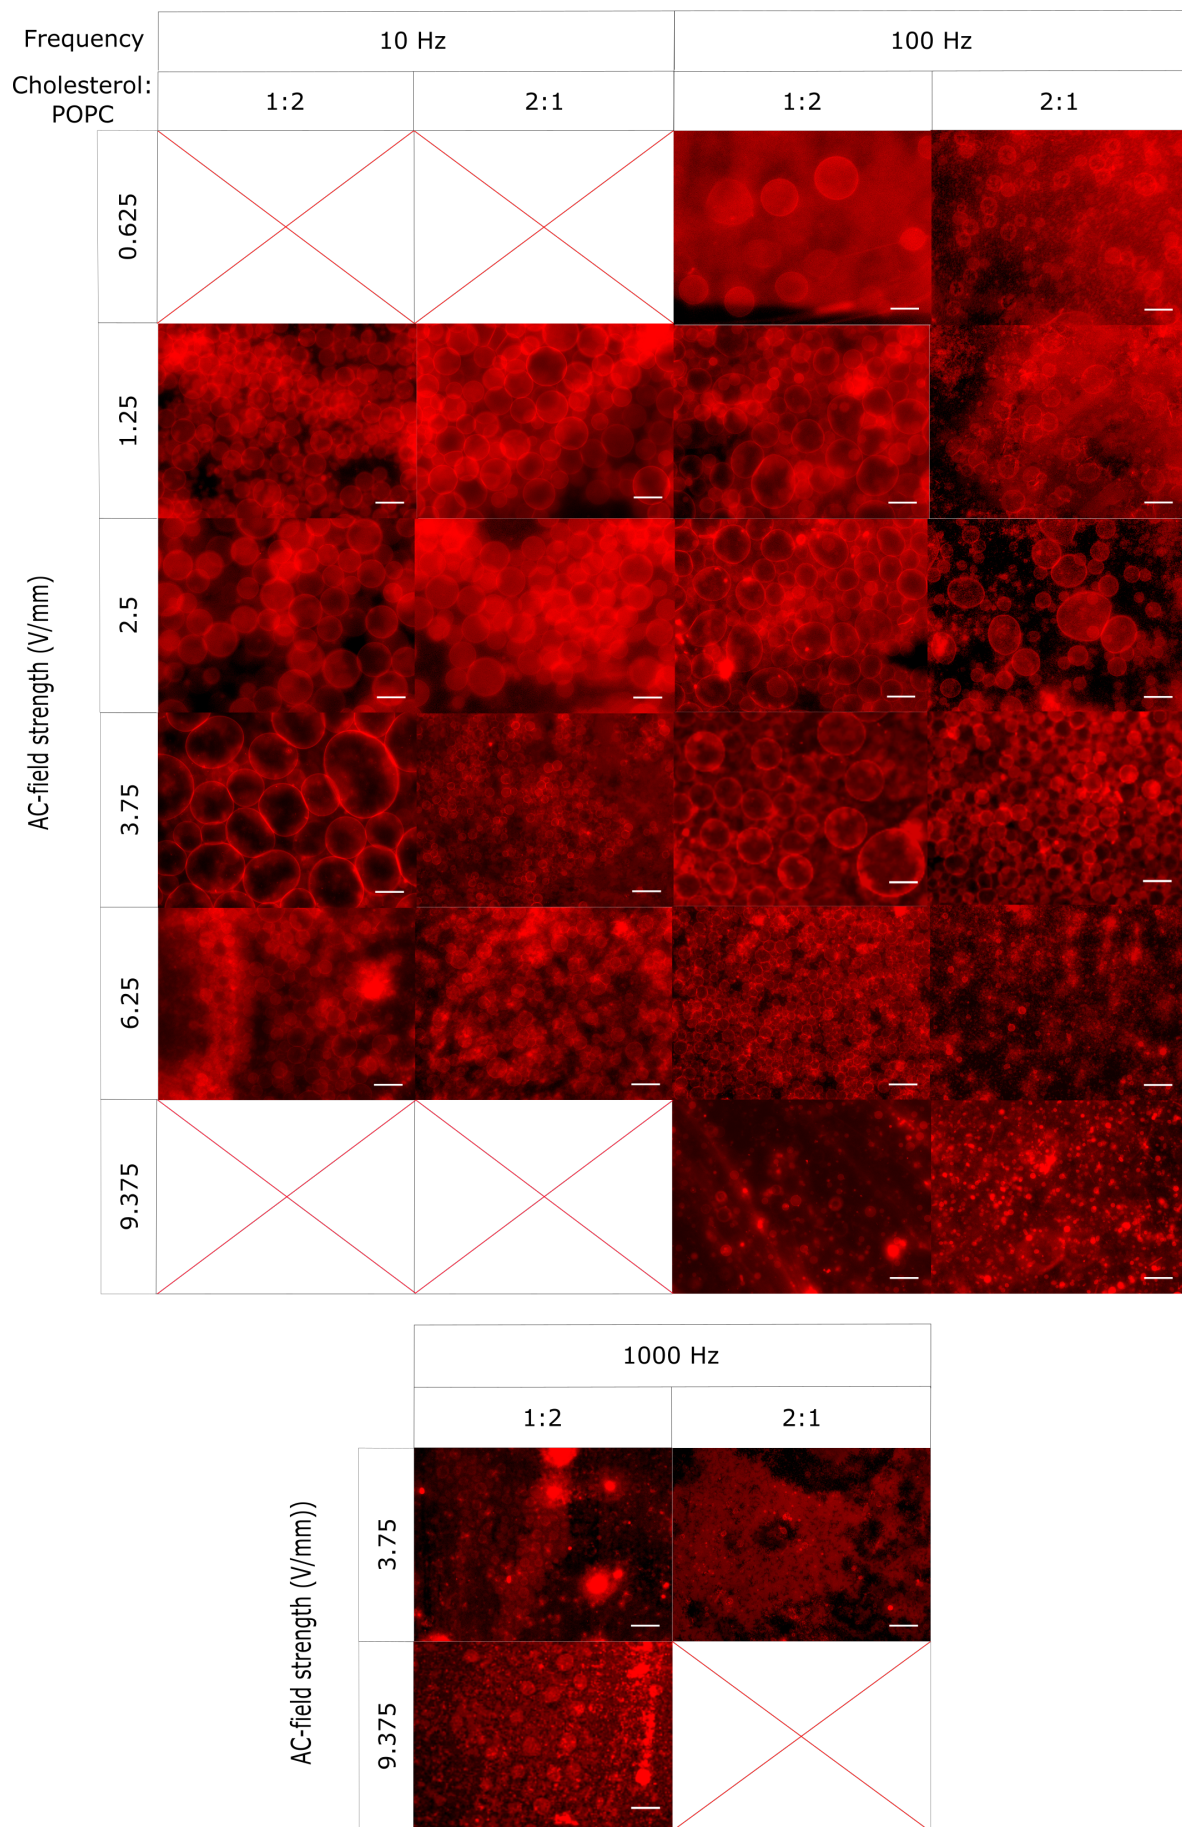 Frequency
10 Hz
100 Hz
Cholesterol:
POPC
1:2
2:1
1:2
2:1
AC-field strength (V/mm)
0.625
1.25
2.5
3.75
6.25
9.375
1000 Hz
1:2
2:1
AC-field strength (V/mm))
3.75
9.375